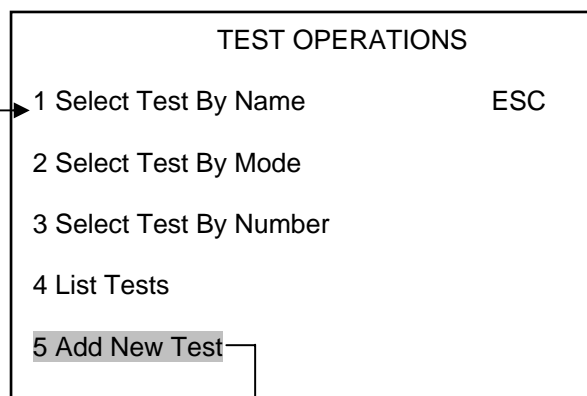 TEST OPERATIONS
1 Select Test By Name ESC
2 Select Test By Mode
3 Select Test By Number
4 List Tests
5 Add New Test